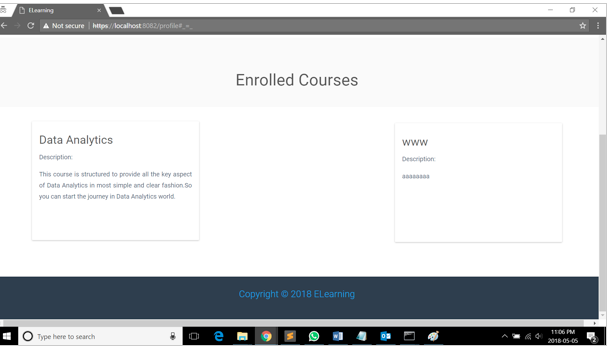 ELearning
Not secure https://localhost:8082/profile#_=_
Enrolled Courses
Data Analytics
Description:
This course is structured to provide all the key aspect
of Data Analytics in most simple and clear fashion.So
you can start the journey in Data Analytics world.
www
Description:
aaaaaaaa
Copyright © 2018 ELearning
Type here to search
11:06 PM
2018-05-05
2